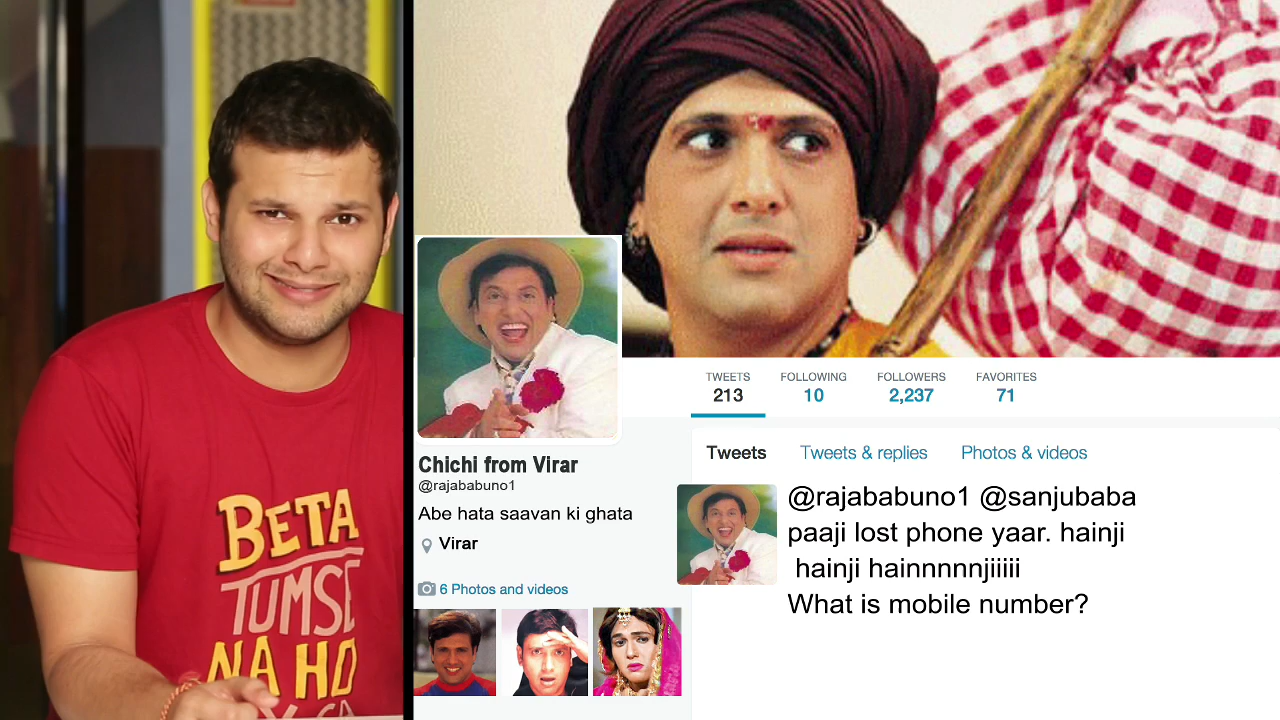 BETA
TUMSE
NA HO
TWEETS
213
FOLLOWING
10
FOLLOWERS
2,237
FAVORITES
71
Chichi from Virar
@rajababuno1
Abe hata saavan ki ghata
Virar
6 Photos and videos
Tweets
Tweets & replies
Photos & videos
@rajababuno1 @sanjubaba
paaji lost phone yaar. hainji
hainji hainnnnnjiiiii
What is mobile number?